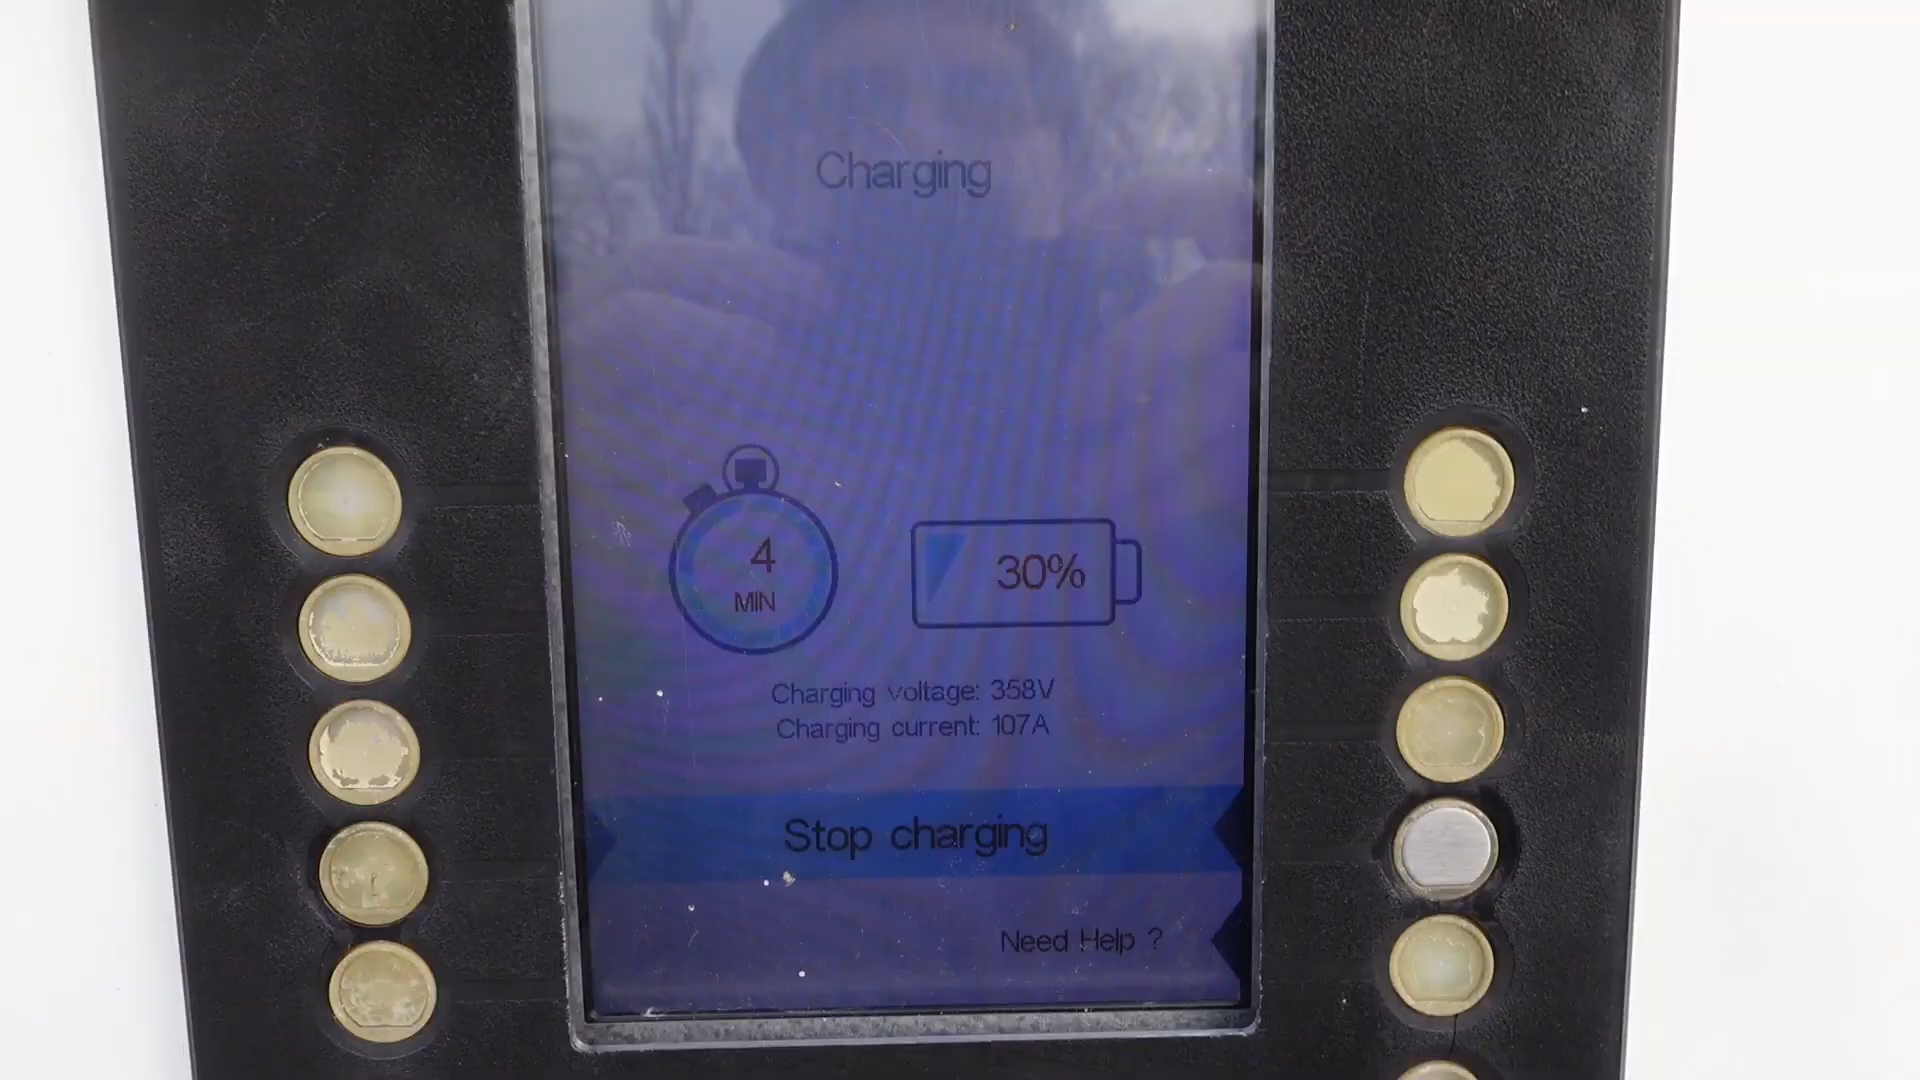 Charging
4
MIN
30%
Charging voltage: 358V
Charging current: 107A
Stop charging
Need Help ?